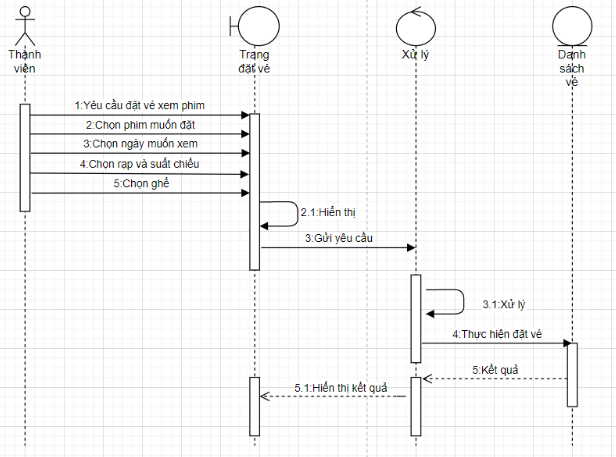 Thành
viên
Trang
đặt vé
Xử lý
Danh
sách
vé
1:Yêu cầu đặt vé xem phim
2:Chọn phim muốn đặt
3:Chọn ngày muốn xem
4:Chọn rạp và suất chiếu
5:Chọn ghế
2.1:Hiển thị
3:Gửi yêu cầu
3.1:Xử lý
4:Thực hiện đặt vé
5:Kết quả
5.1:Hiển thị kết quả